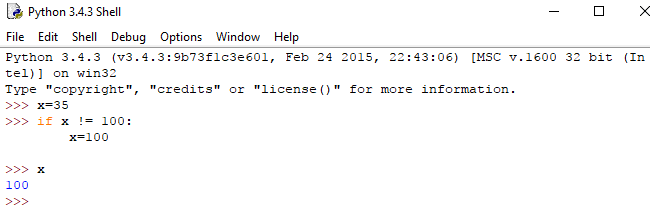 Python 3.4.3 Shell
File Edit Shell Debug Options Window Help
Python 3.4.3 (v3.4.3:9b73f1c3e601, Feb 24 2015, 22:43:06) [MSC v.1600 32 bit (In
tel)] on win32
Type "copyright", "credits" or "license()" for more information.
>>> x=35
>>> if x != 100:
        x=100
>>> x
100
>>>